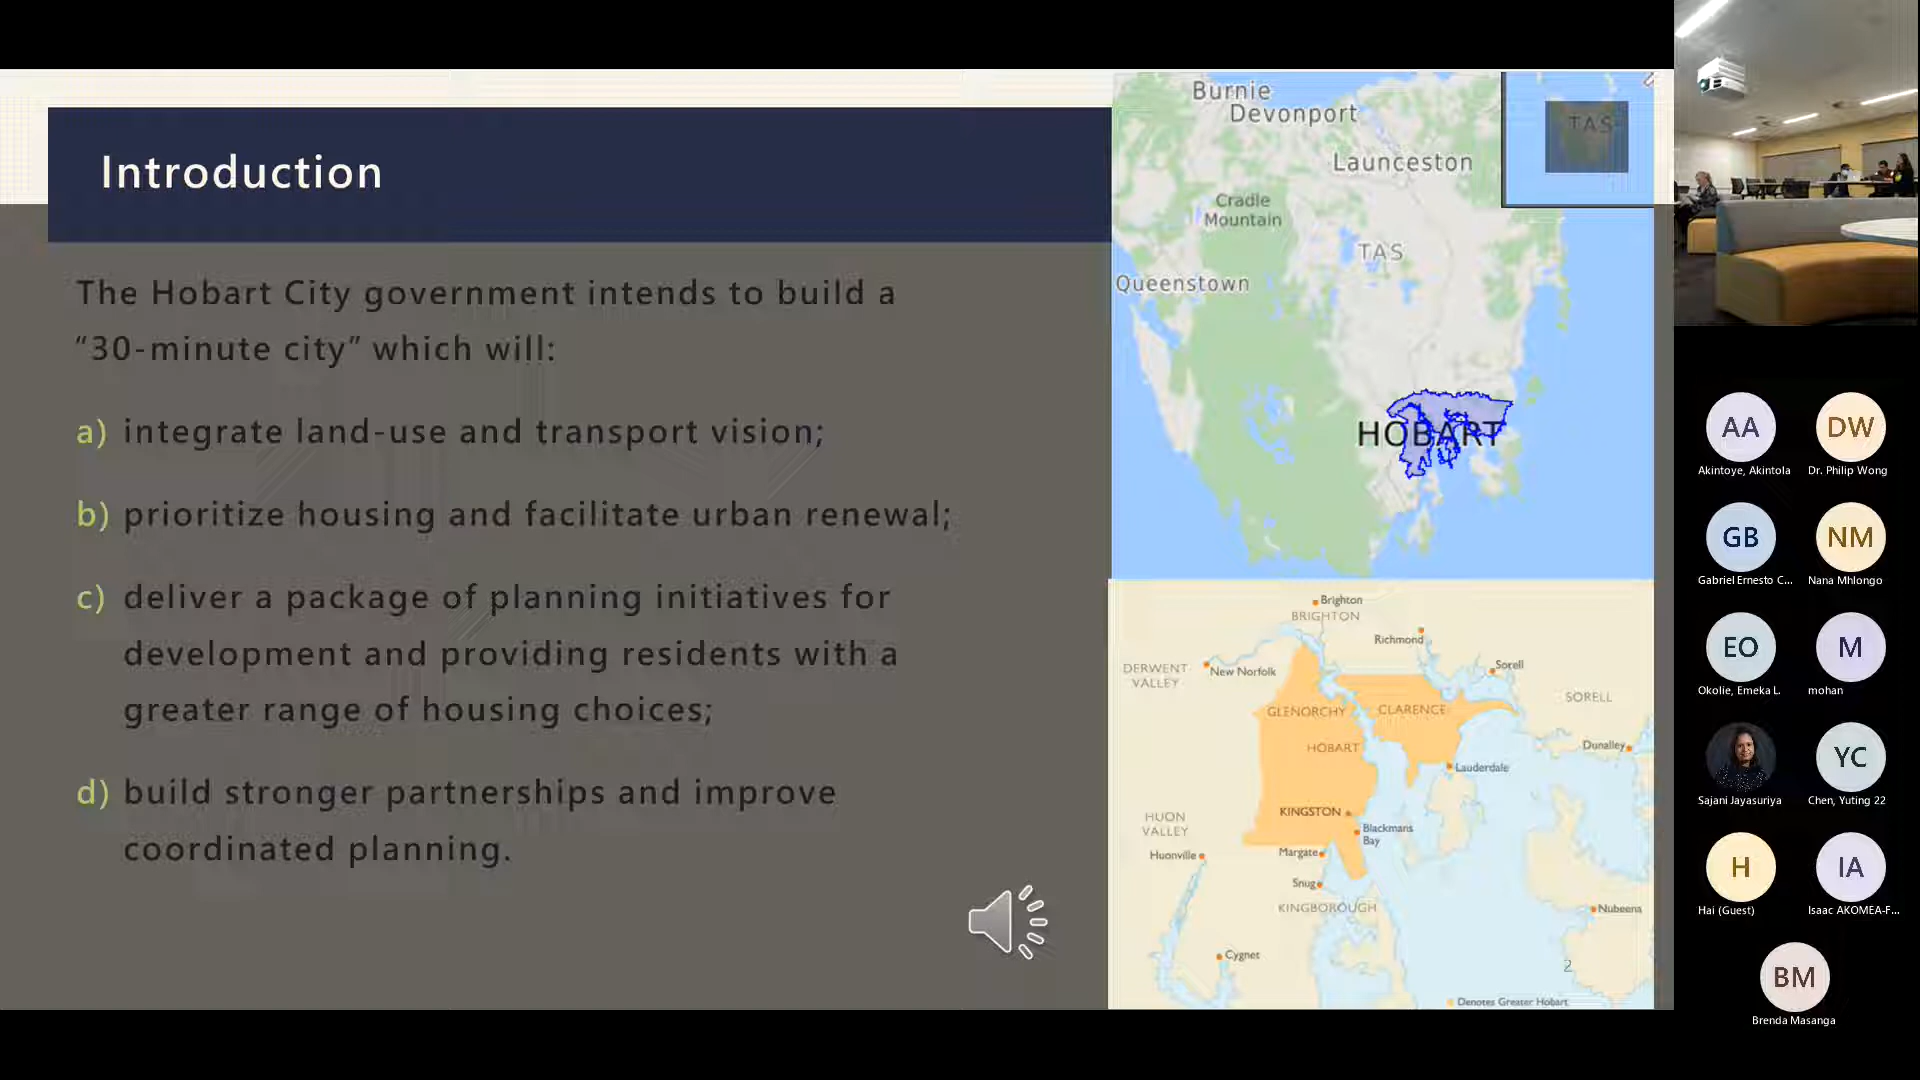 Introduction
The Hobart City government intends to build a
“30-minute city” which will:
a) integrate land-use and transport vision;
b) prioritize housing and facilitate urban renewal;
c) deliver a package of planning initiatives for
development and providing residents with a
greater range of housing choices;
d) build stronger partnerships and improve
coordinated planning.
Burnie
Devonport
Launceston
TAS
Cradle
Mountain
TAS
Queenstown
HOBART
Brighton
BRIGHTON
Richmond
DERWENT
VALLEY
New Norfolk
Sorell
SORELL
GLENORCHY
CLARENCE
HOBART
Dunalley
Lauderdale
KINGSTON
HUON
VALLEY
Blackmans
Bay
Huonville
Margate
Snug
KINGBOROUGH
Nubeena
Cygnet
2
Denotes Greater Hobart
AA
DW
Akintoye, Akintola
Dr. Philip Wong
GB
NM
Gabriel Ernesto C...
Nana Mhlongo
EO
M
Okolie, Emeka L.
mohan
YC
Sajani Jayasuriya
Chen, Yuting 22
H
IA
Hai (Guest)
Isaac AKOMEA-F...
BM
Brenda Masanga